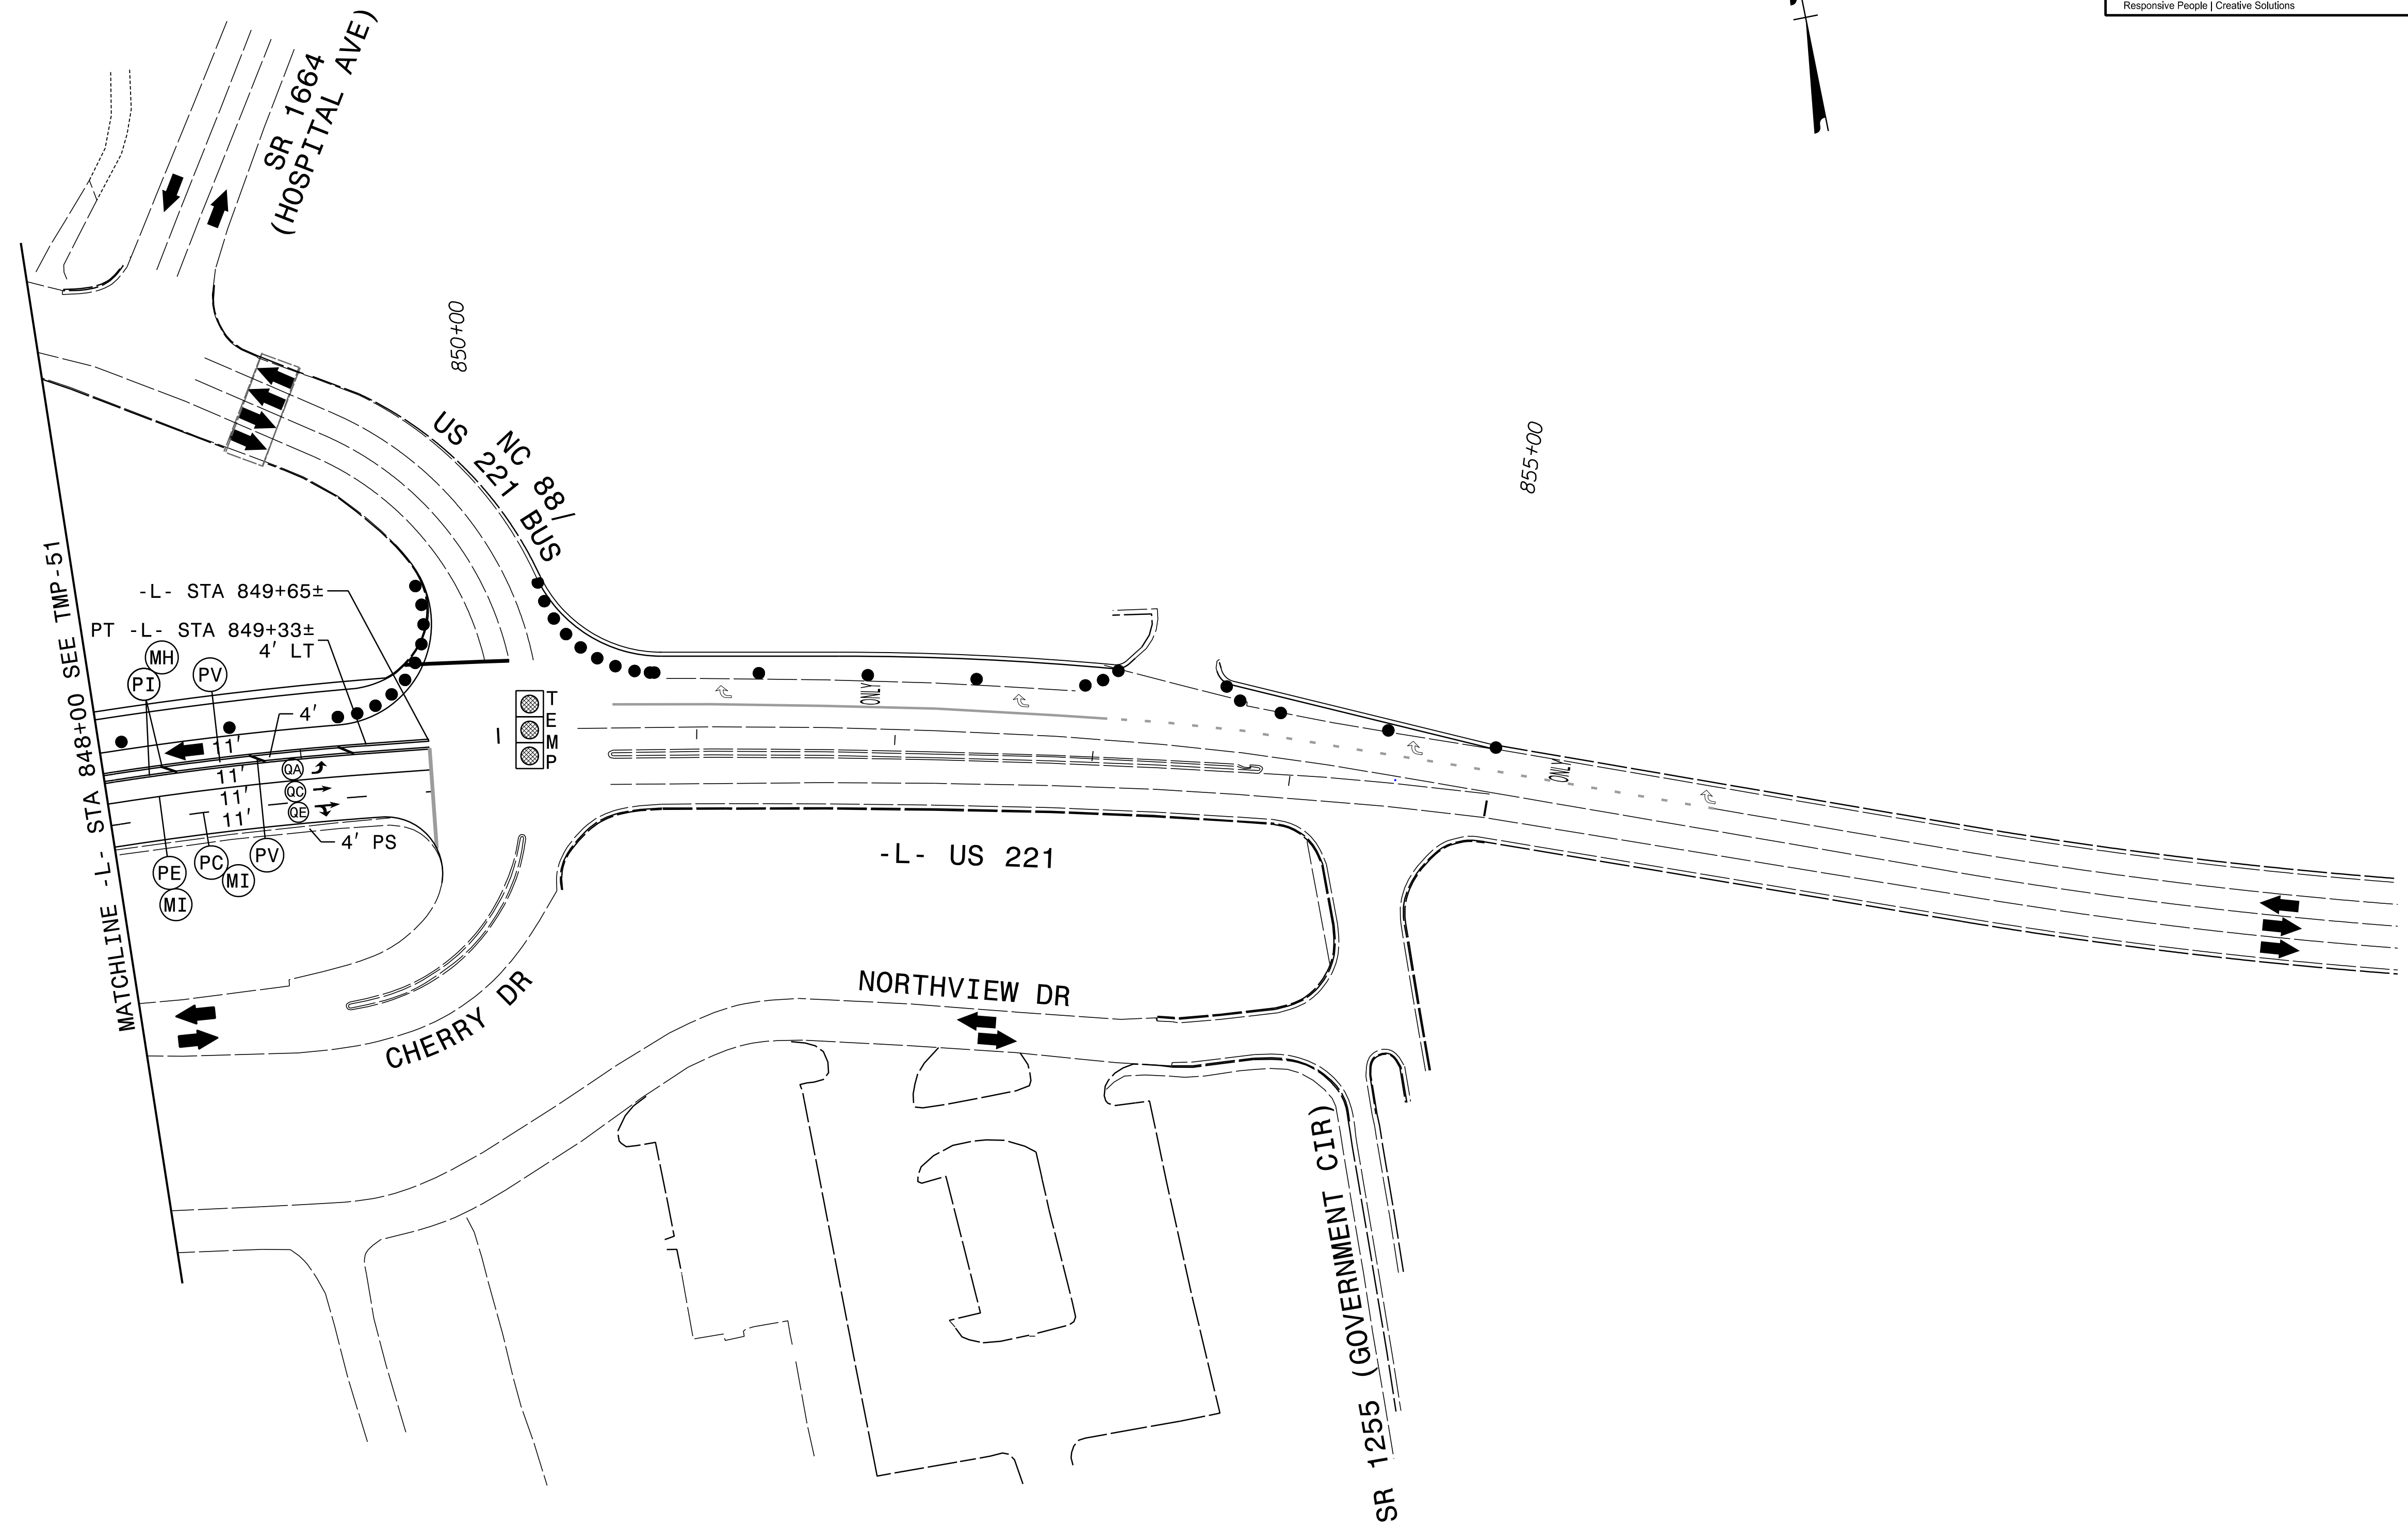 Responsive People | Creative Solutions
SR 1664
(HOSPITAL AVE)
850+00
NC 88/
US 221 BUS
855+00
MATCHLINE -L- STA 848+00 SEE TMP-51
-L- STA 849+65±
PT -L- STA 849+33±
4' LT
MH
PI
PV
4'
11'
11'
11'
11'
QA
QC
QE
4' PS
PE
MI
PC
MI
PV
T
E
M
P
ONLY
ONLY
-L- US 221
NORTHVIEW DR
CHERRY DR
SR 1255 (GOVERNMENT CIR)